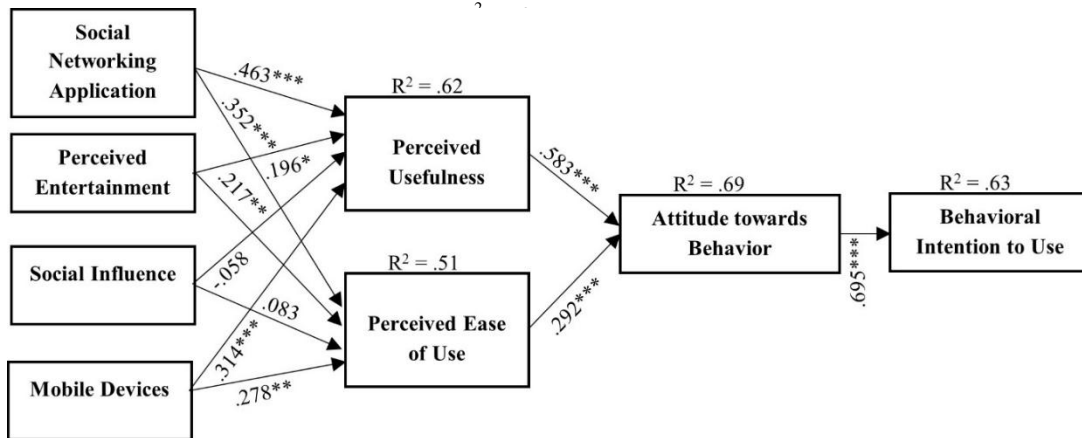 2
Social
Networking
Application
Perceived
Entertainment
Social Influence
Mobile Devices
.463***
.352***
.196*
.217**
-.058
.083
.314***
.278**
R² = .62
Perceived
Usefulness
R² = .51
Perceived Ease
of Use
.583***
.292***
R² = .69
Attitude towards
Behavior
.695***
R² = .63
Behavioral
Intention to Use